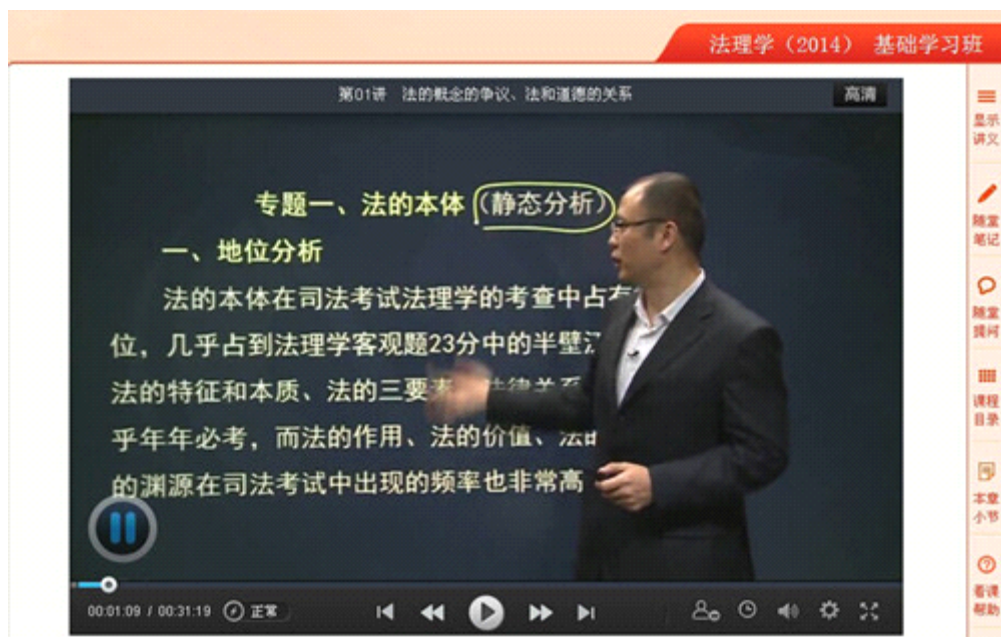 法理学（2014） 基础学习班
第01讲 法的概念的争议、法和道德的关系
高清
专题一、法的本体（静态分析）
一、地位分析
法的本体在司法考试法理学的考查中占有
位，几乎占到法理学客观题23分中的半壁江
法的特征和本质、法的三要素、法律关系
乎年年必考，而法的作用、法的价值、法的
的渊源在司法考试中出现的频率也非常高
00:01:09 / 00:31:19 正常
显示
讲义
随堂
笔记
随堂
提问
课程
目录
本章
小节
看课
帮助